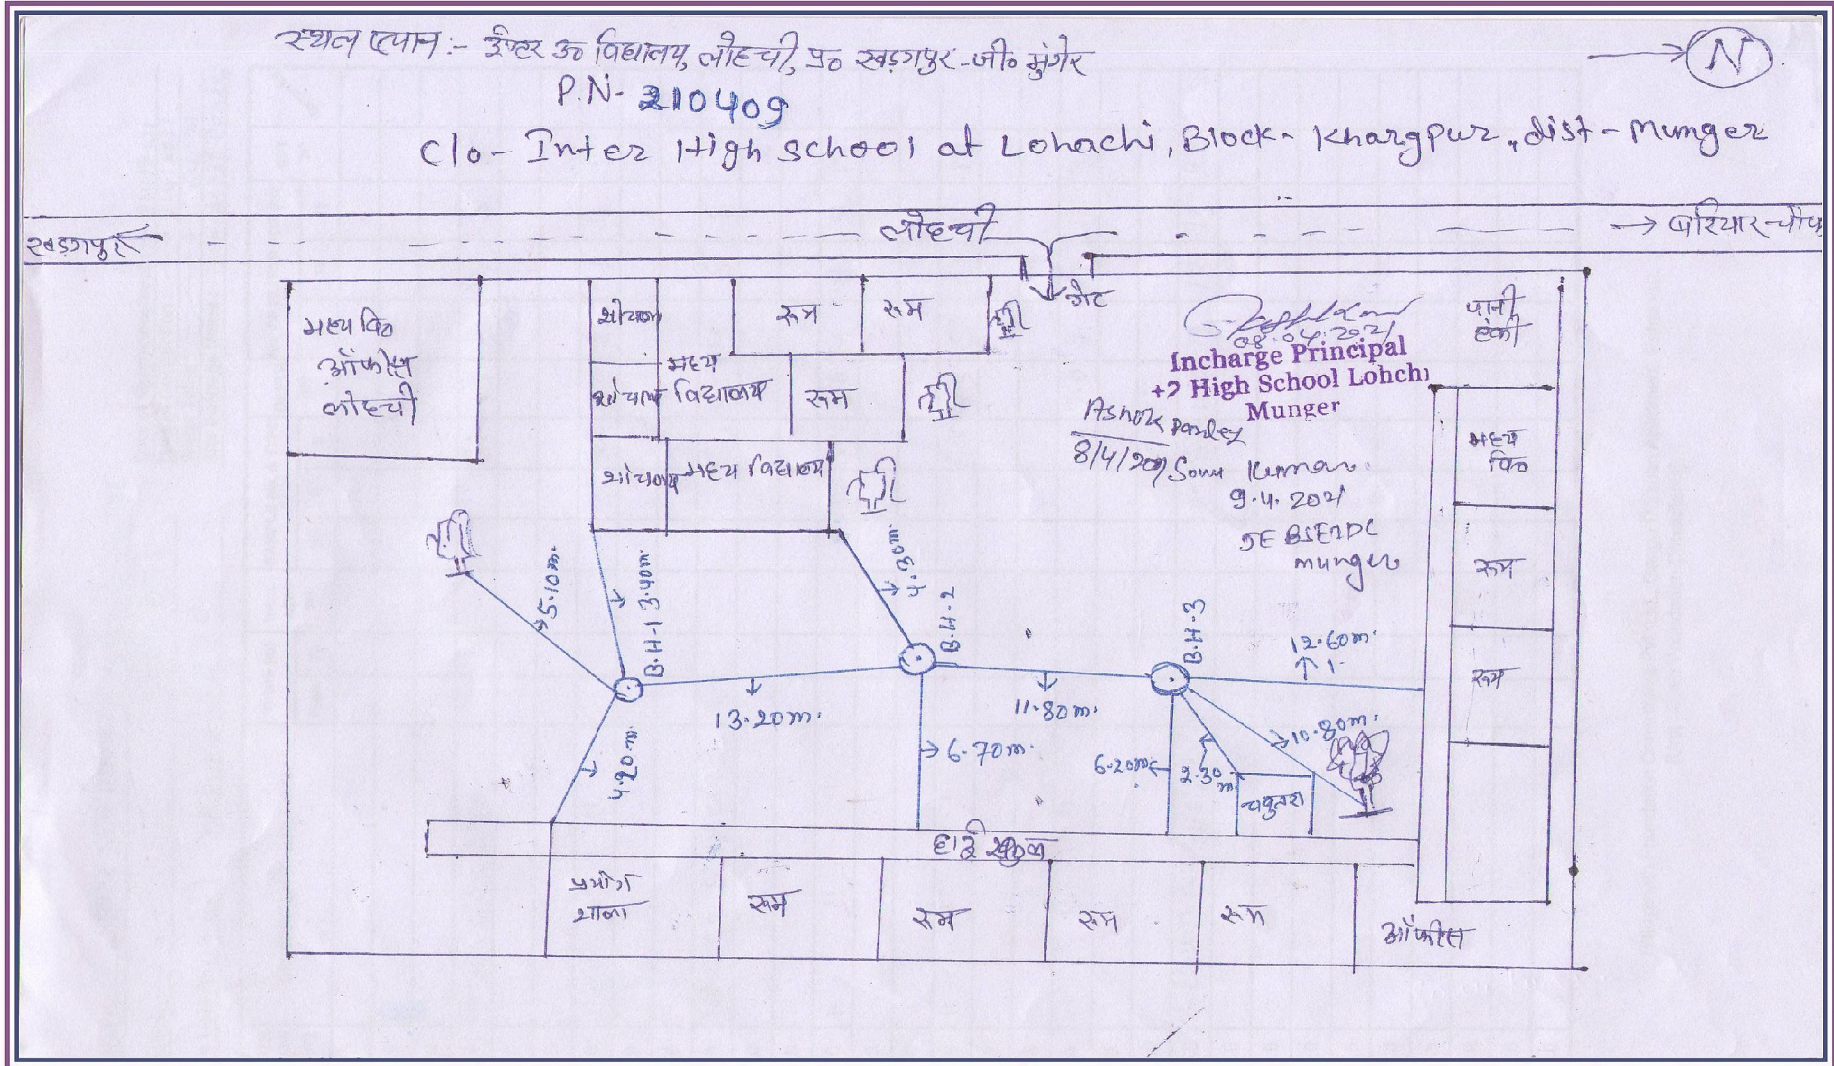 स्थल प्लान :- ईण्टर उ० विद्यालय, लोहची, प्र० खड़गपुर - जी० मुंगेर
N
P.N- 210409
C/o - Inter High School at Lohachi, Block - Khargpur, dist - Munger
लोहची
खड़गपुर
बरियार-चौक
गेट
मध्य वि०
ऑफीस
लोहची
शौचालय
रूम
रूम
पानी
टंकी
08.04.2021
Incharge Principal
+2 High School Lohchi
Munger
मध्य
शौचालय विद्यालय
रूम
Ashok Pandey
8/4/2021
Sonu Kumar
9.4.2021
JE BSEIDC
Munger
मध्य
वि०
शौचालय
मध्य विद्यालय
रूम
रूम
5.10m.
3.40m.
4.30m.
B.H-1
B.H-2
B.H-3
12.60m.
13.20m.
11.80m.
10.80m.
4.20m.
6.70m.
6.20m
2.30m
चबुतरा
हाई स्कुल
प्रयोग
शाला
रूम
रूम
रूम
रूम
ऑफीस